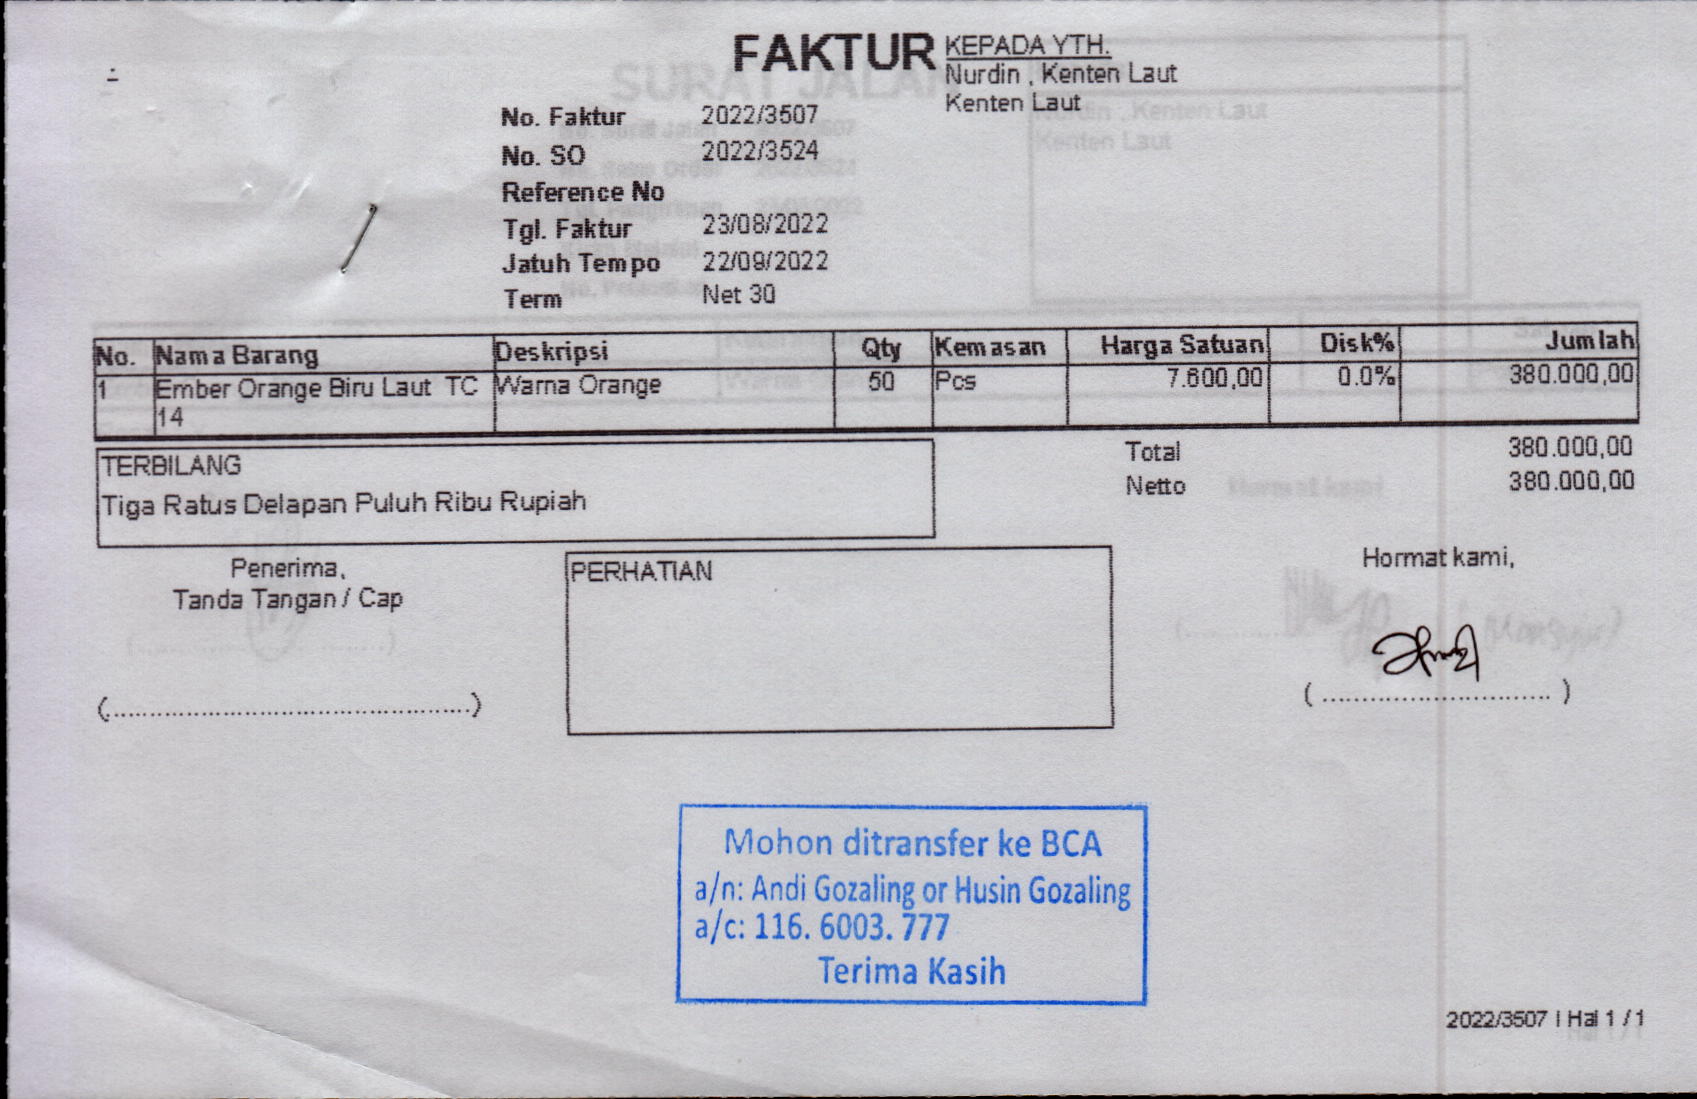 FAKTUR
KEPADA YTH.
Nurdin , Kenten Laut
Kenten Laut
No. Faktur 2022/3507
No. SO 2022/3524
Reference No
Tgl. Faktur 23/08/2022
Jatuh Tempo 22/09/2022
Term Net 30
No. Nama Barang Deskripsi Qty Kemasan Harga Satuan Disk% Jumlah
1 Ember Orange Biru Laut TC Warna Orange 50 Pcs 7.600,00 0.0% 380.000,00
14
Total 380.000,00
Netto 380.000,00
TERBILANG
Tiga Ratus Delapan Puluh Ribu Rupiah
Penerima,
Tanda Tangan / Cap
(................................................)
PERHATIAN
Hormat kami,
( ............................. )
Mohon ditransfer ke BCA
a/n: Andi Gozaling or Husin Gozaling
a/c: 116. 6003. 777
Terima Kasih
2022/3507 | Hal 1 / 1